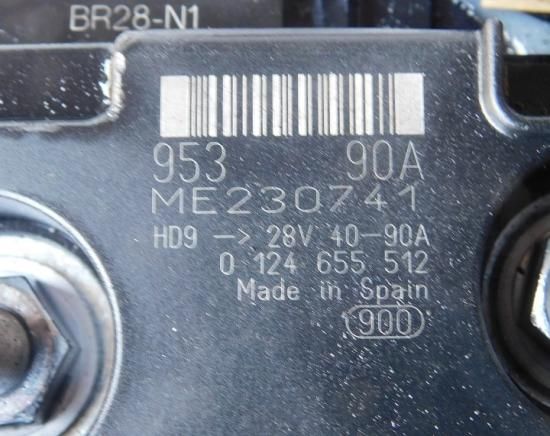 BR28-N1
953 90A
ME230741
HD9 -> 28V 40-90A
0 124 655 512
Made in Spain
900